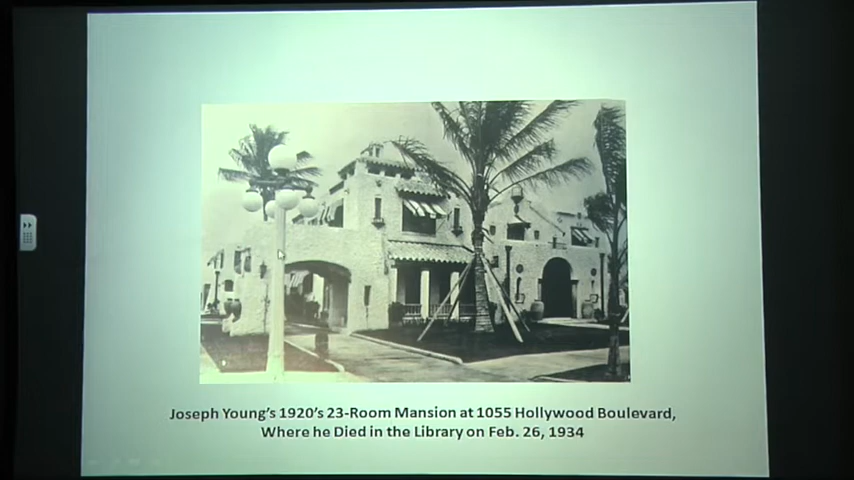 Joseph Young's 1920's 23-Room Mansion at 1055 Hollywood Boulevard,
Where he Died in the Library on Feb. 26, 1934